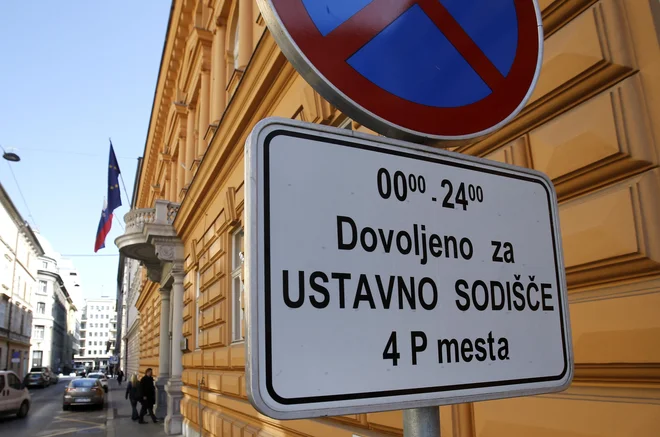 00⁰⁰ - 24⁰⁰
Dovoljeno za
USTAVNO SODIŠČE
4 P mesta